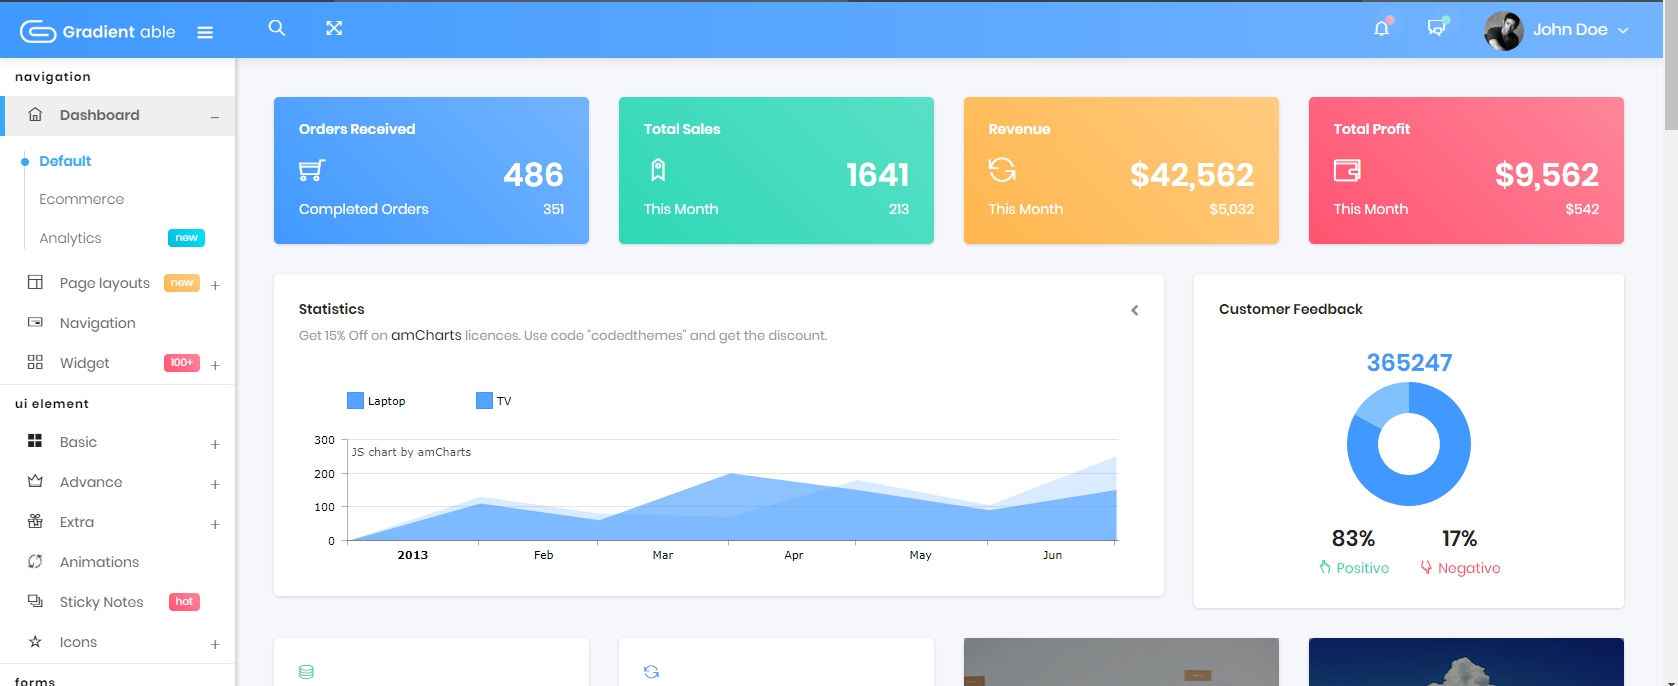 Gradient able
John Doe
navigation
Dashboard
Default
Ecommerce
Analytics new
Page layouts new
Navigation
Widget 100+
ui element
Basic
Advance
Extra
Animations
Sticky Notes hot
Icons
forms
Orders Received
486
Completed Orders 351
Total Sales
1641
This Month 213
Revenue
$42,562
This Month $5,032
Total Profit
$9,562
This Month $542
Statistics
Get 15% Off on amCharts licences. Use code "codedthemes" and get the discount.
Laptop TV
JS chart by amCharts
300
200
100
0
2013 Feb Mar Apr May Jun
Customer Feedback
365247
83% 17%
Positive Negative